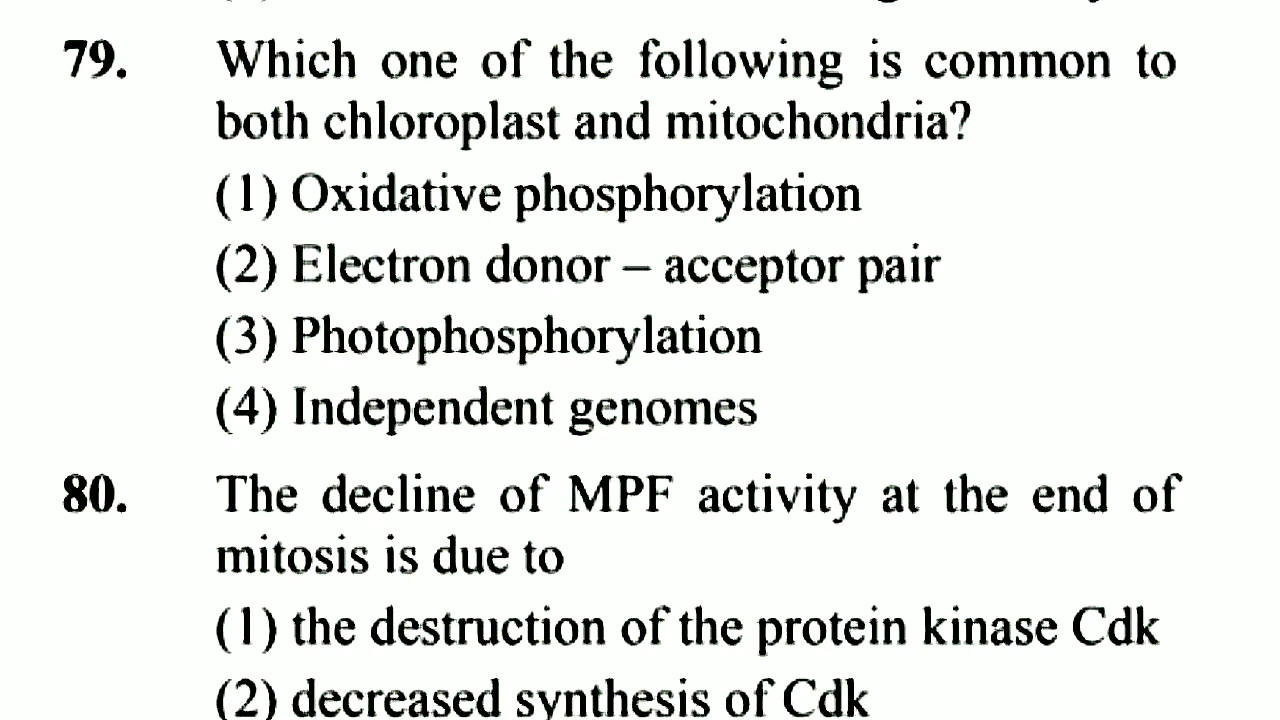 79. Which one of the following is common to
both chloroplast and mitochondria?
(1) Oxidative phosphorylation
(2) Electron donor – acceptor pair
(3) Photophosphorylation
(4) Independent genomes
80. The decline of MPF activity at the end of
mitosis is due to
(1) the destruction of the protein kinase Cdk
(2) decreased synthesis of Cdk